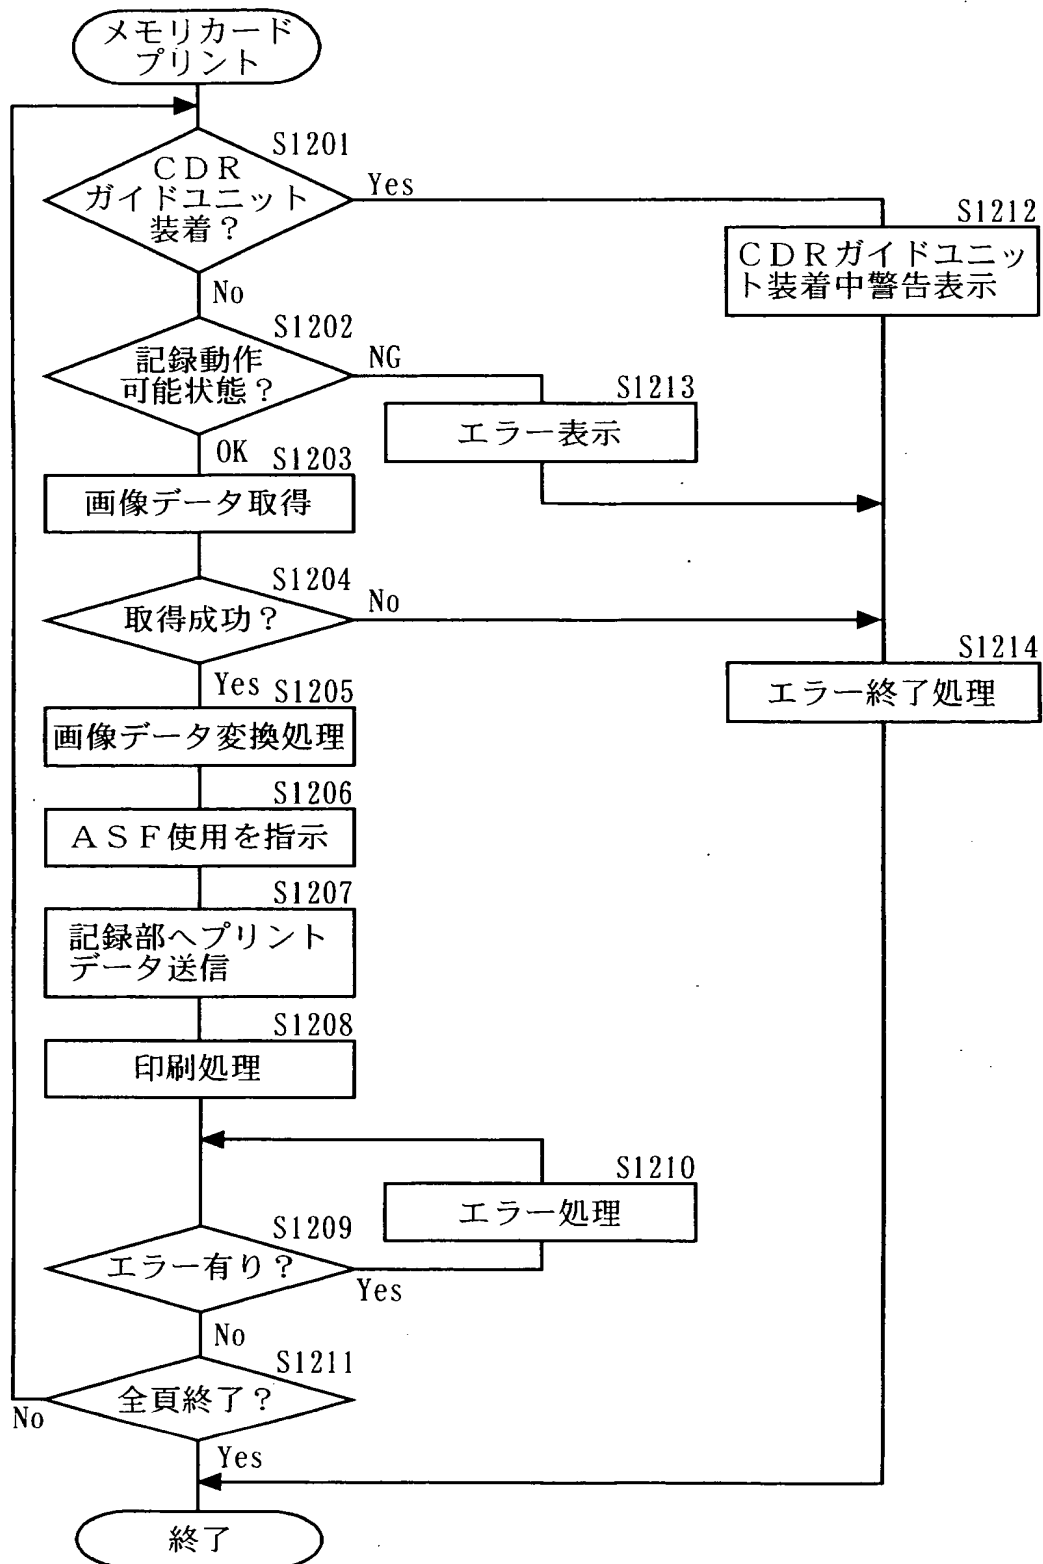 メモリカード
プリント
S1201
ＣＤＲ
ガイドユニット
装着？
Yes
S1212
ＣＤＲガイドユニッ
ト装着中警告表示
No
S1202
記録動作
可能状態？
NG
S1213
エラー表示
OK
S1203
画像データ取得
S1204
取得成功？
No
S1214
エラー終了処理
Yes
S1205
画像データ変換処理
S1206
ＡＳＦ使用を指示
S1207
記録部へプリント
データ送信
S1208
印刷処理
S1210
エラー処理
S1209
エラー有り？
Yes
No
S1211
全頁終了？
No
Yes
終了